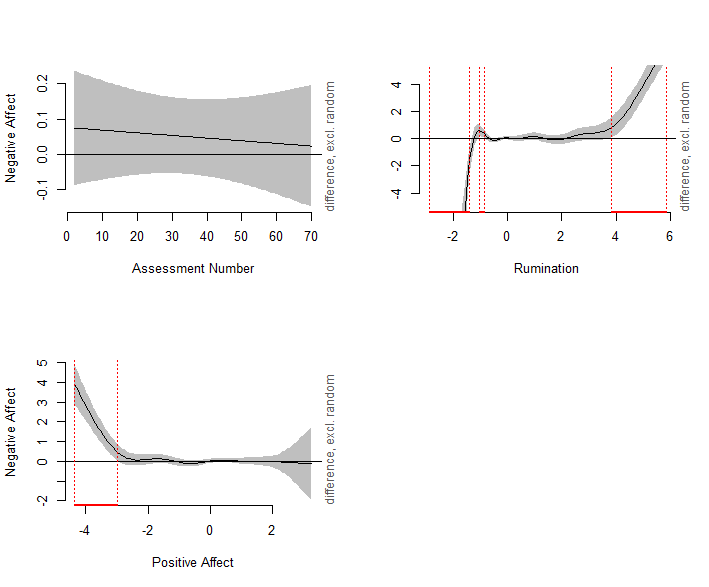 Negative Affect
-0.1 0.0 0.1 0.2
0 10 20 30 40 50 60 70
Assessment Number
difference, excl. random
-4 -2 0 2 4
-2 0 2 4 6
Rumination
difference, excl. random
Negative Affect
-2 0 1 2 3 4 5
-4 -2 0 2
Positive Affect
difference, excl. random